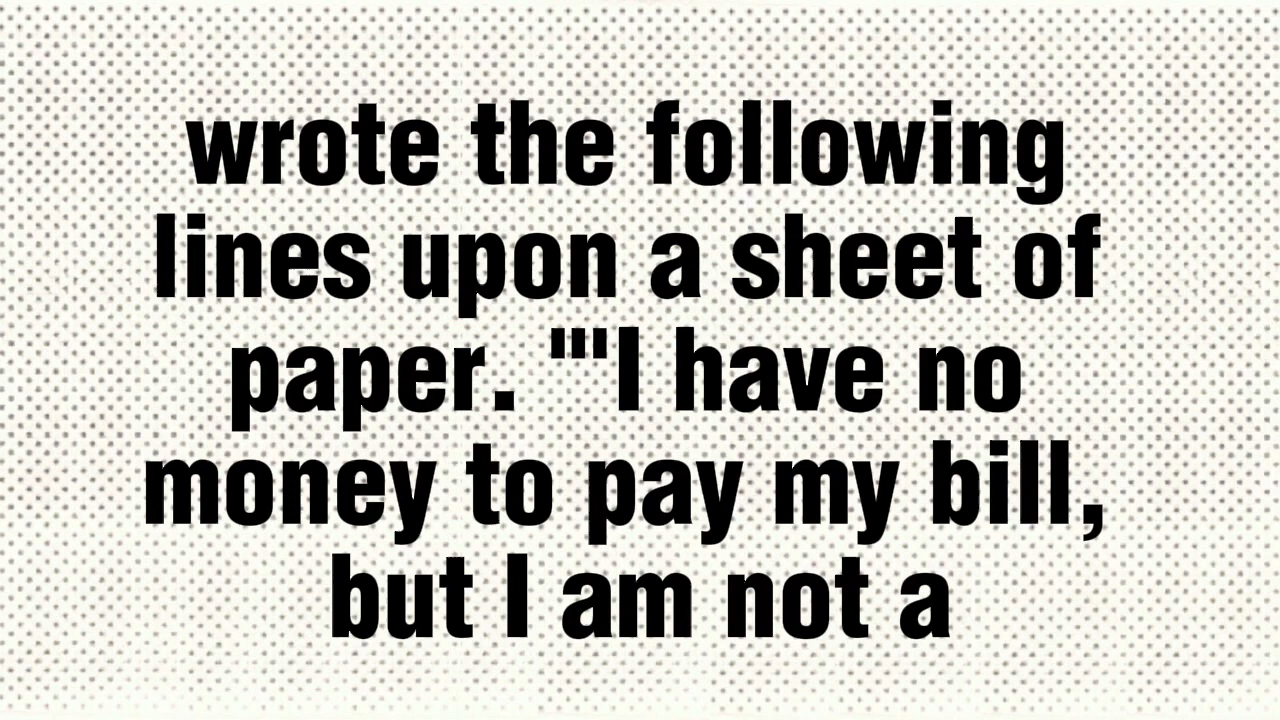 wrote the following
lines upon a sheet of
paper. "'I have no
money to pay my bill,
but I am not a